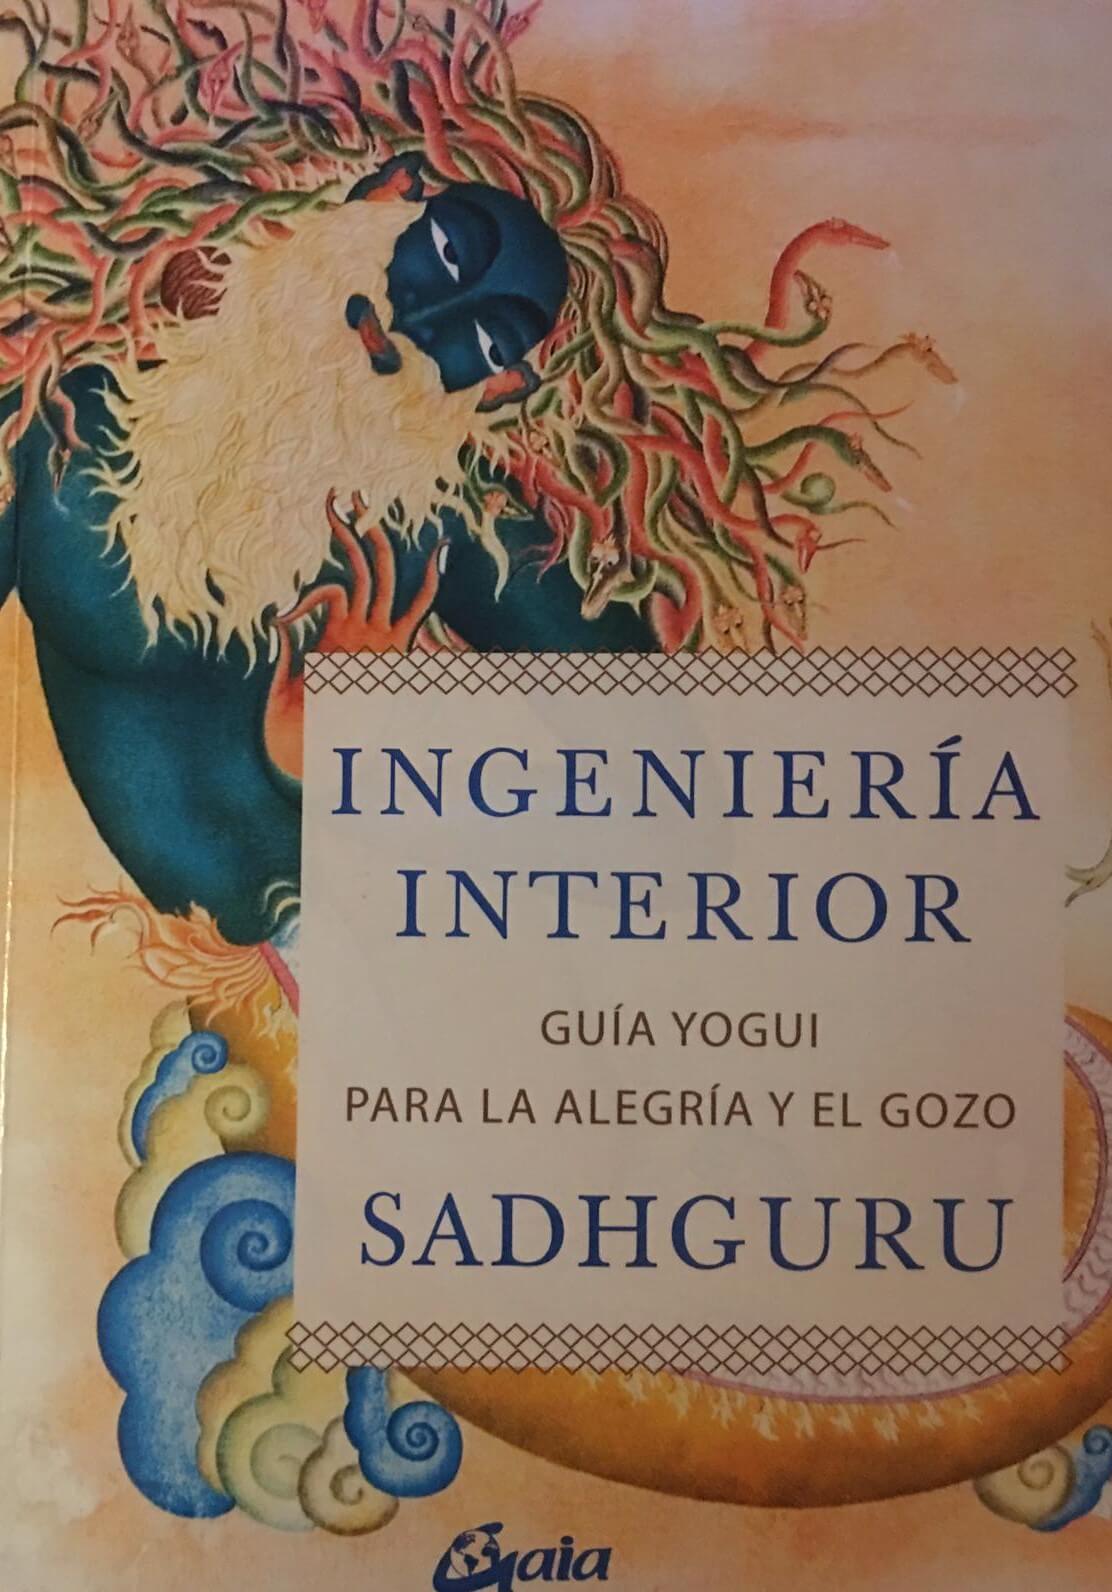 INGENIERÍA
INTERIOR
GUÍA YOGUI
PARA LA ALEGRÍA Y EL GOZO
SADHGURU
Gaia